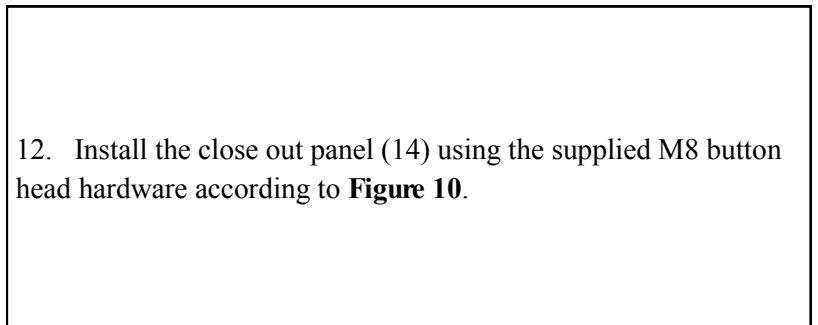 12. Install the close out panel (14) using the supplied M8 button
head hardware according to Figure 10.